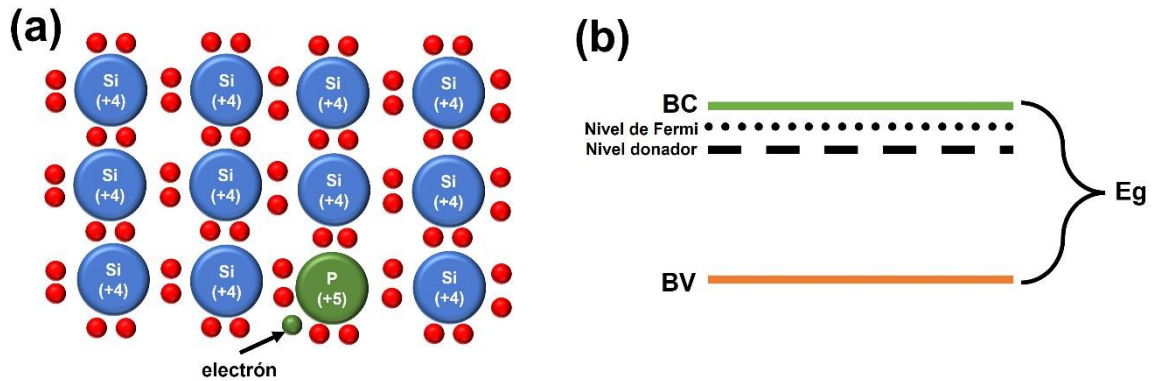 (a)
Si Si Si Si
(+4) (+4) (+4) (+4)
Si Si Si Si
(+4) (+4) (+4) (+4)
Si Si P Si
(+4) (+4) (+5) (+4)
electrón
(b)
BC
Nivel de Fermi
Nivel donador
Eg
BV